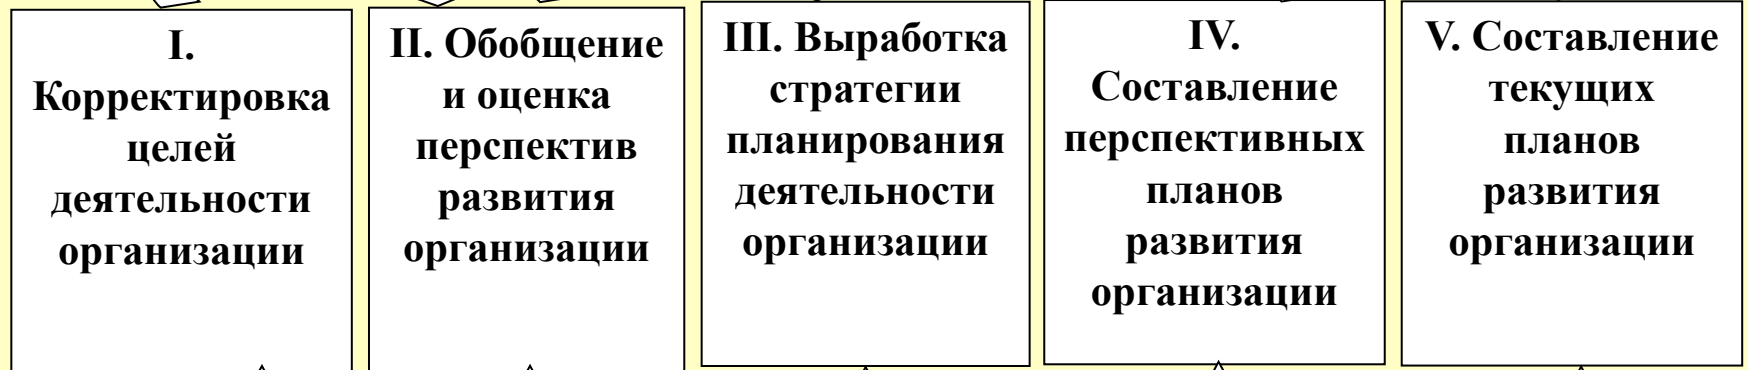 I.
Корректировка
целей
деятельности
организации
II. Обобщение
и оценка
перспектив
развития
организации
III. Выработка
стратегии
планирования
деятельности
организации
IV.
Составление
перспективных
планов
развития
организации
V. Составление
текущих
планов
развития
организации